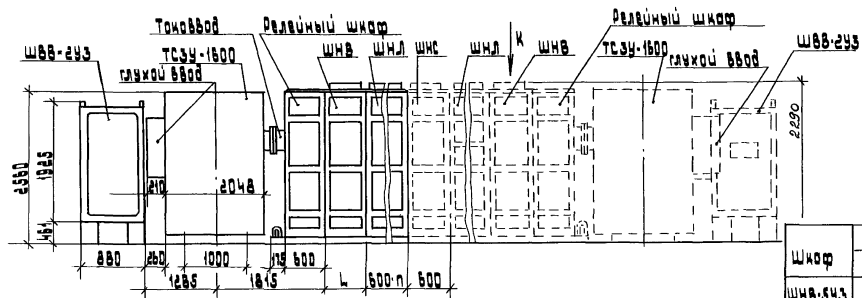 Токоввод
Релейный шкаф
Релейный шкаф
ШВВ-2УЗ
ТСЗУ-1600
глухой ввод
ШНВ
ШНЛ
ШНС
ШНЛ
К
ШНВ
ТСЗУ-1600
глухой ввод
ШВВ-2УЗ
2560
1925
461
210
2048
2290
880
260
1000
175
600
1285
1815
L
600·п
600
Шкаф
ШНВ-5УЗ